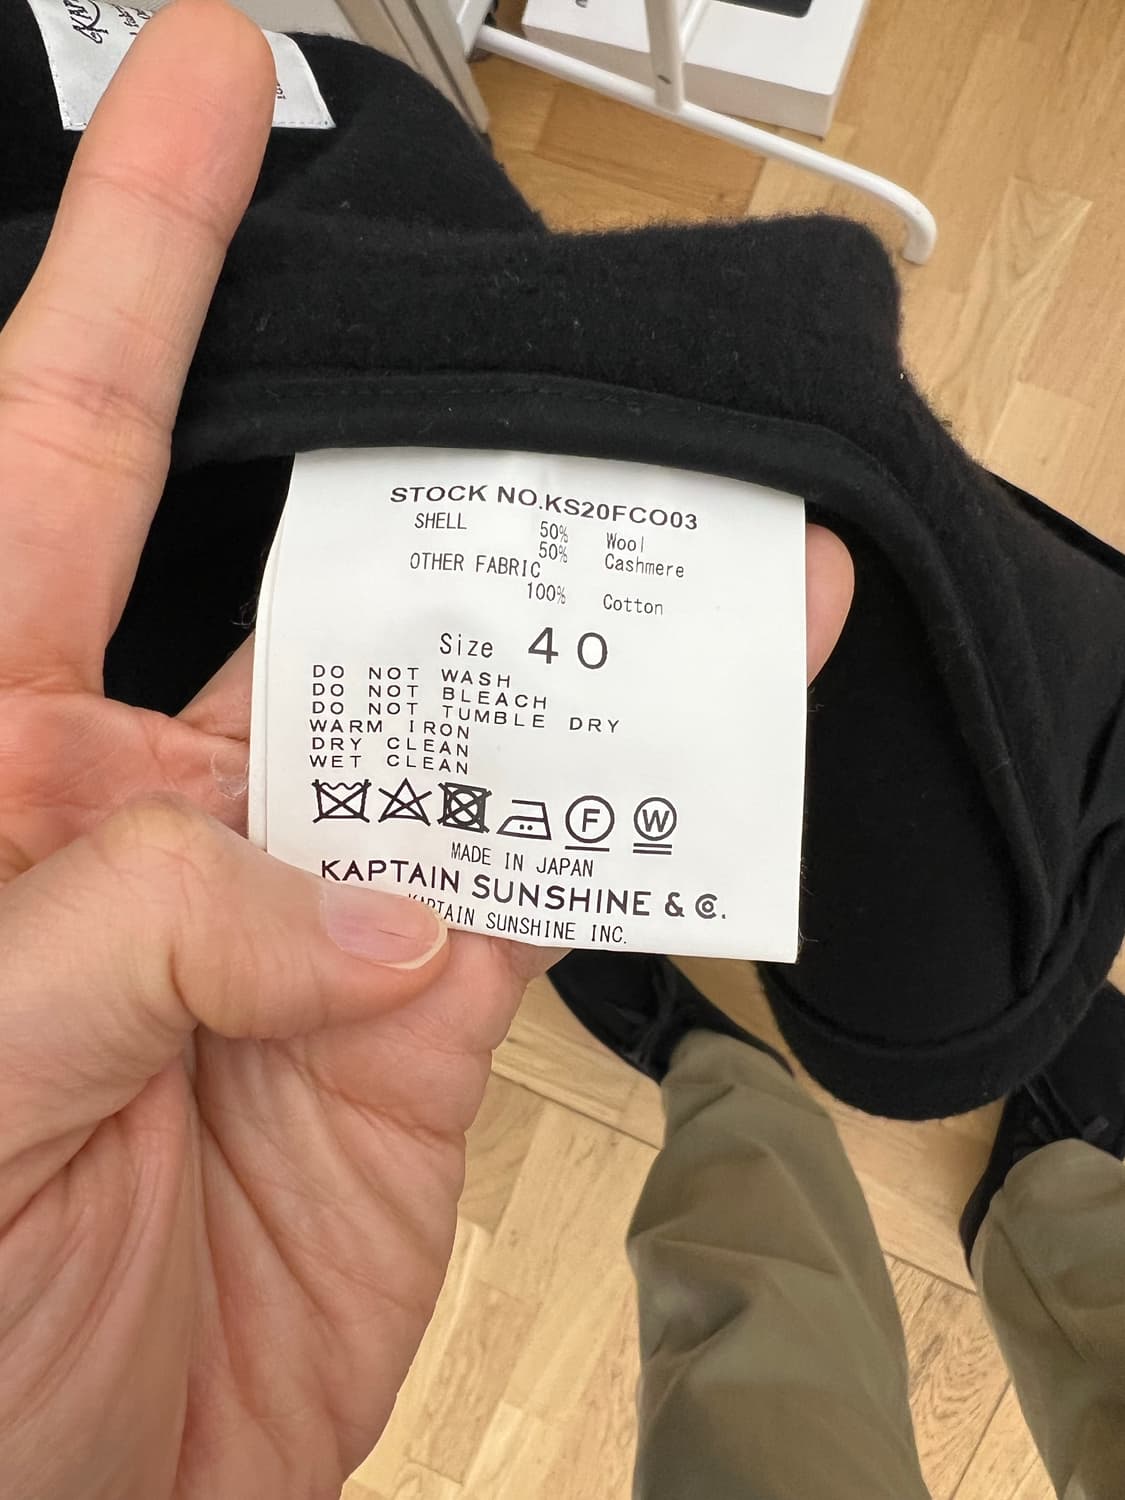 STOCK NO.KS20FCO03
SHELL 50% Wool
50% Cashmere
OTHER FABRIC
100% Cotton
Size 40
DO NOT WASH
DO NOT BLEACH
DO NOT TUMBLE DRY
WARM IRON
DRY CLEAN
WET CLEAN
F W
MADE IN JAPAN
KAPTAIN SUNSHINE & Co.
KAPTAIN SUNSHINE INC.